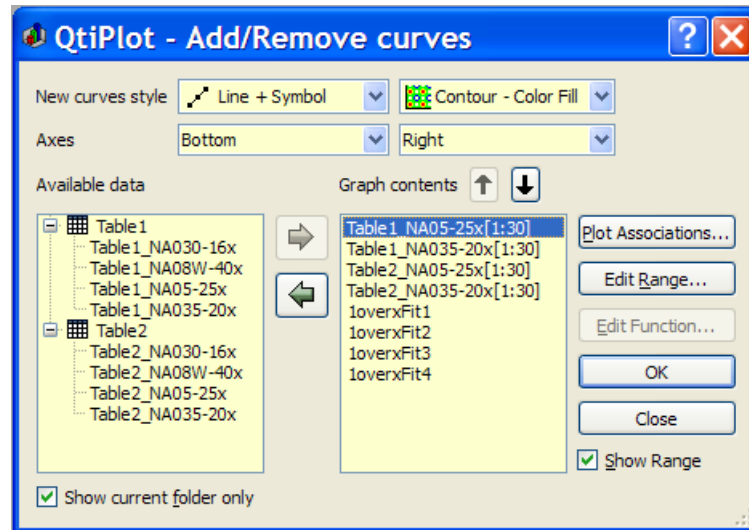 QtiPlot - Add/Remove curves
New curves style Line + Symbol Contour - Color Fill
Axes Bottom Right
Available data Graph contents
Table1
Table1_NA030-16x
Table1_NA08W-40x
Table1_NA05-25x
Table1_NA035-20x
Table2
Table2_NA030-16x
Table2_NA08W-40x
Table2_NA05-25x
Table2_NA035-20x
Table1_NA05-25x[1:30]
Table1_NA035-20x[1:30]
Table2_NA05-25x[1:30]
Table2_NA035-20x[1:30]
1overxFit1
1overxFit2
1overxFit3
1overxFit4
Plot Associations...
Edit Range...
Edit Function...
OK
Close
Show Range
Show current folder only